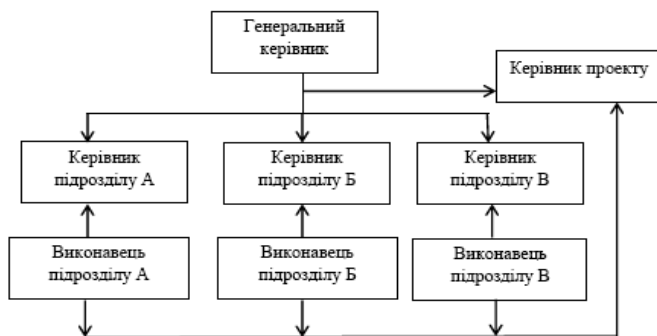 Генеральний
керівник
Керівник проекту
Керівник
підрозділу А
Керівник
підрозділу Б
Керівник
підрозділу В
Виконавець
підрозділу А
Виконавець
підрозділу Б
Виконавець
підрозділу В